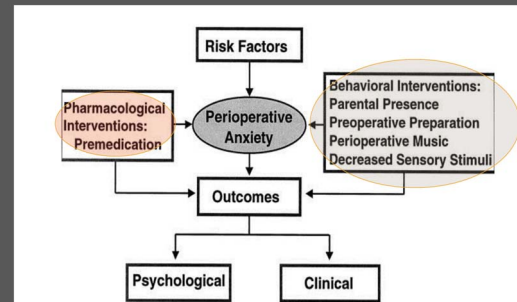 Risk Factors
Pharmacological
Interventions:
Premedication
Perioperative
Anxiety
Behavioral Interventions:
Parental Presence
Preoperative Preparation
Perioperative Music
Decreased Sensory Stimuli
Outcomes
Psychological
Clinical